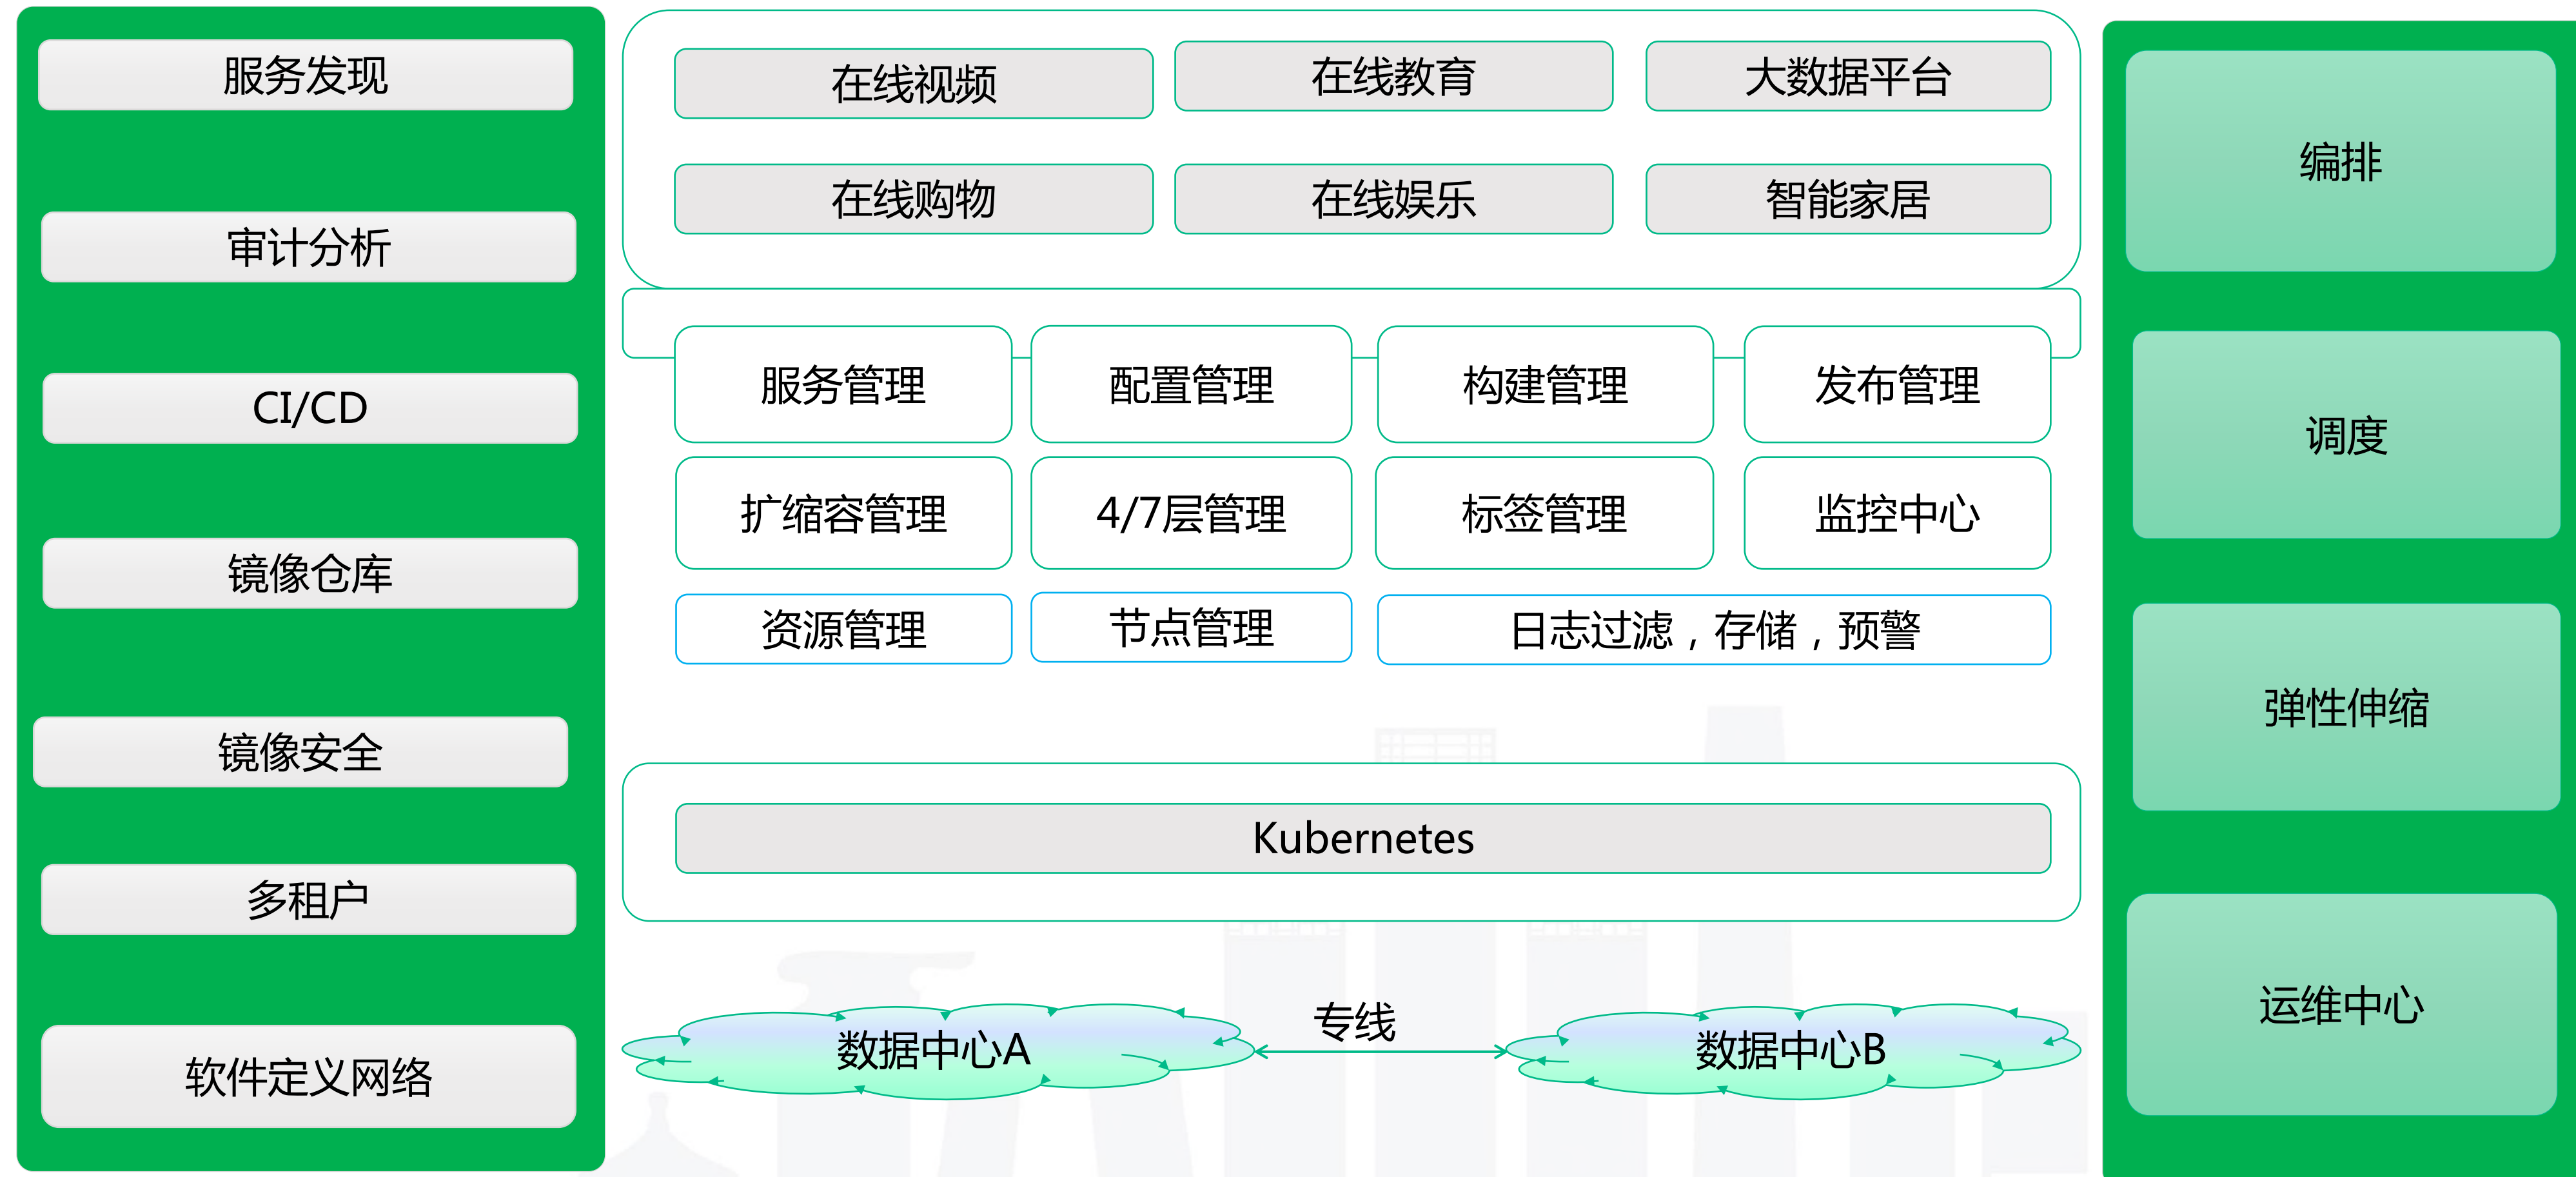 服务发现
审计分析
CI/CD
镜像仓库
镜像安全
多租户
软件定义网络
在线视频
在线教育
大数据平台
在线购物
在线娱乐
智能家居
服务管理
配置管理
构建管理
发布管理
扩缩容管理
4/7层管理
标签管理
监控中心
资源管理
节点管理
日志过滤，存储，预警
Kubernetes
数据中心A
专线
数据中心B
编排
调度
弹性伸缩
运维中心